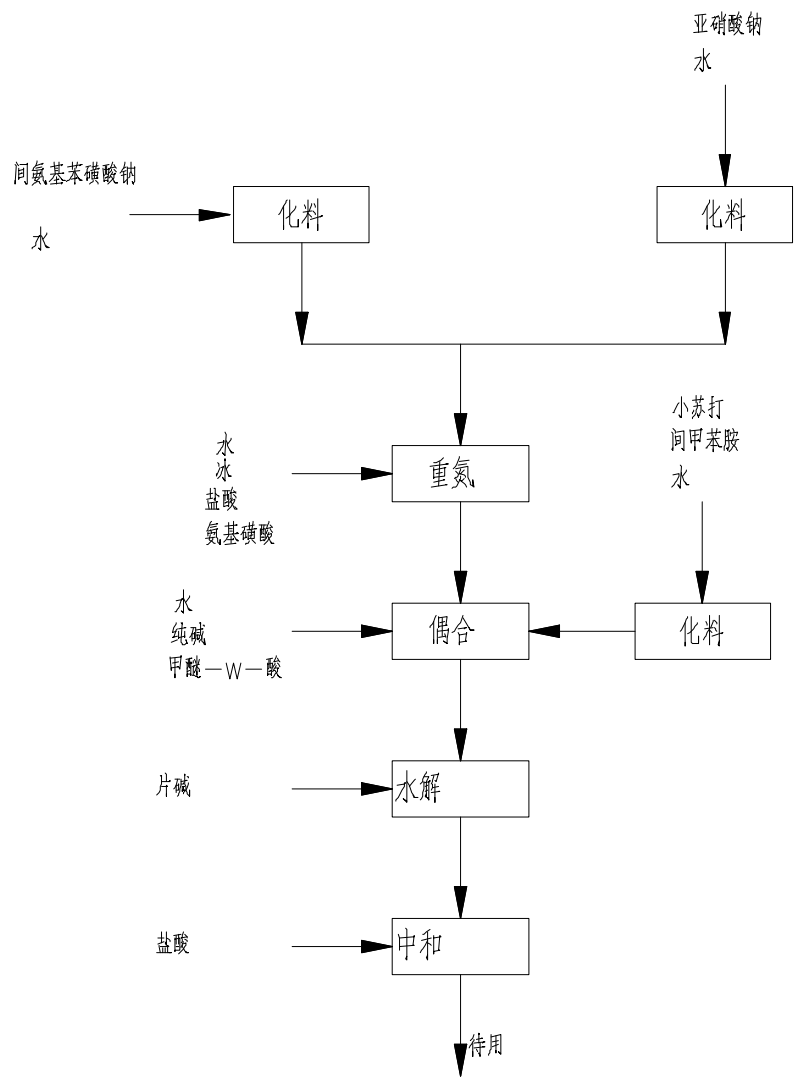 亚硝酸钠
水
间氨基苯磺酸钠
水
化料
化料
小苏打
间甲苯胺
水
水
冰
盐酸
氨基磺酸
重氮
水
纯碱
甲醚—W—酸
偶合
化料
片碱
水解
盐酸
中和
待用